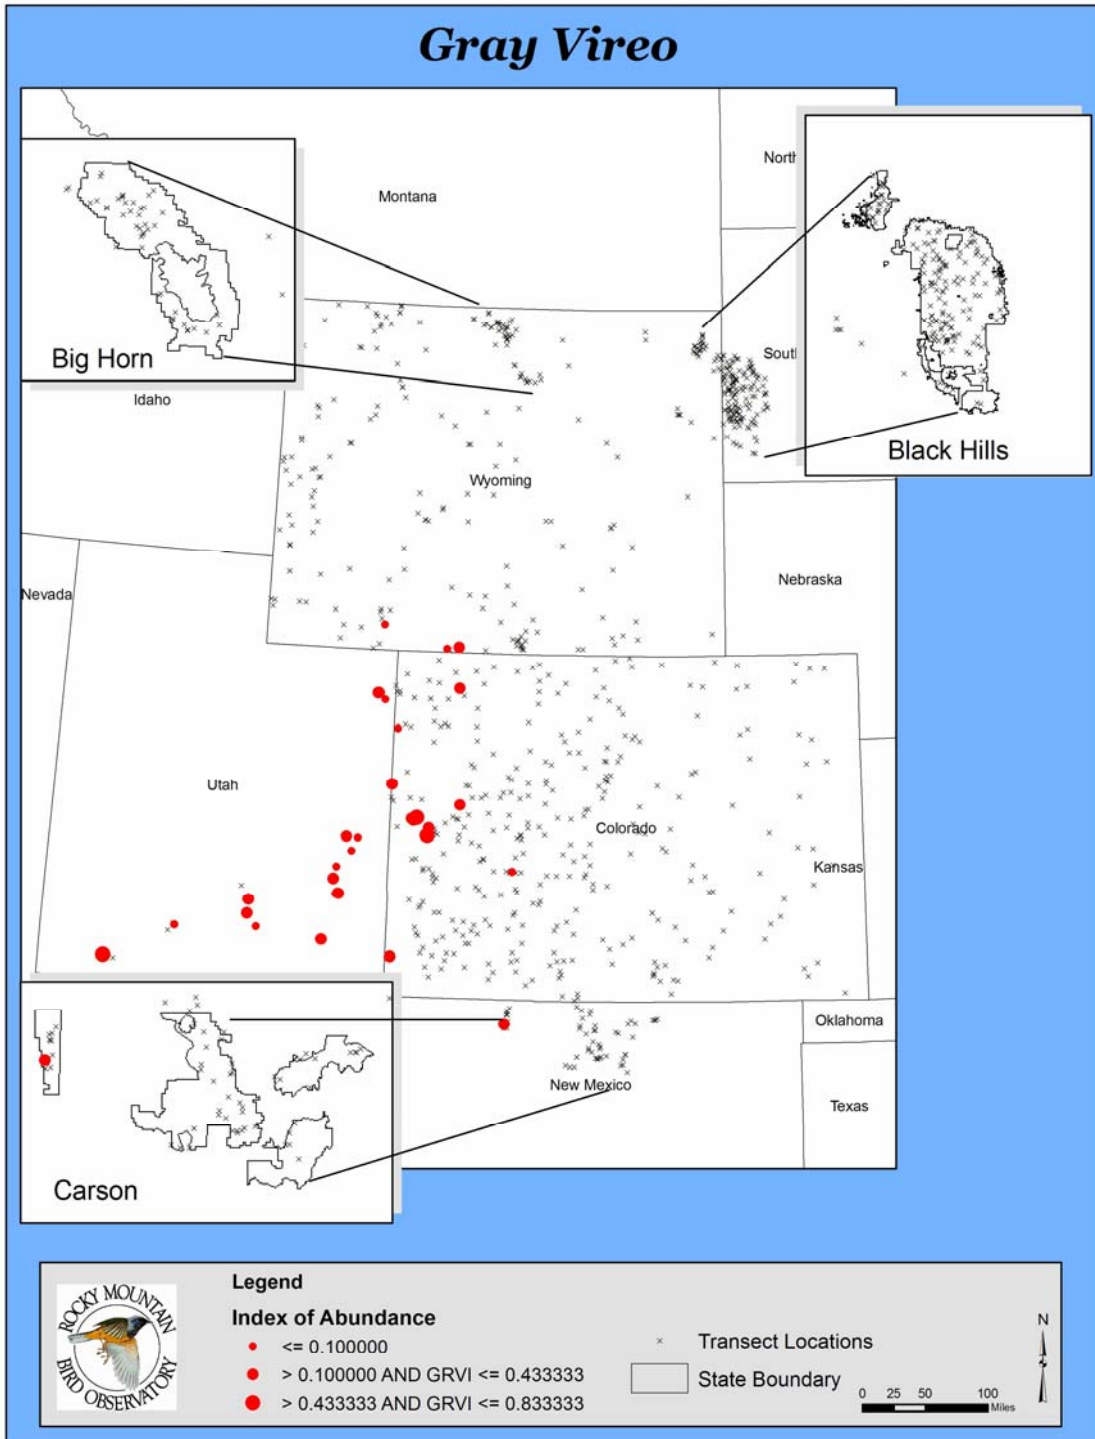 Gray Vireo
Montana
North
South
Big Horn
Idaho
Black Hills
Wyoming
Nevada
Nebraska
Utah
Colorado
Kansas
Oklahoma
New Mexico
Texas
Carson
ROCKY MOUNTAIN
BIRD OBSERVATORY
Legend
Index of Abundance
<= 0.100000
> 0.100000 AND GRVI <= 0.433333
> 0.433333 AND GRVI <= 0.833333
Transect Locations
State Boundary
N
0 25 50 100
Miles